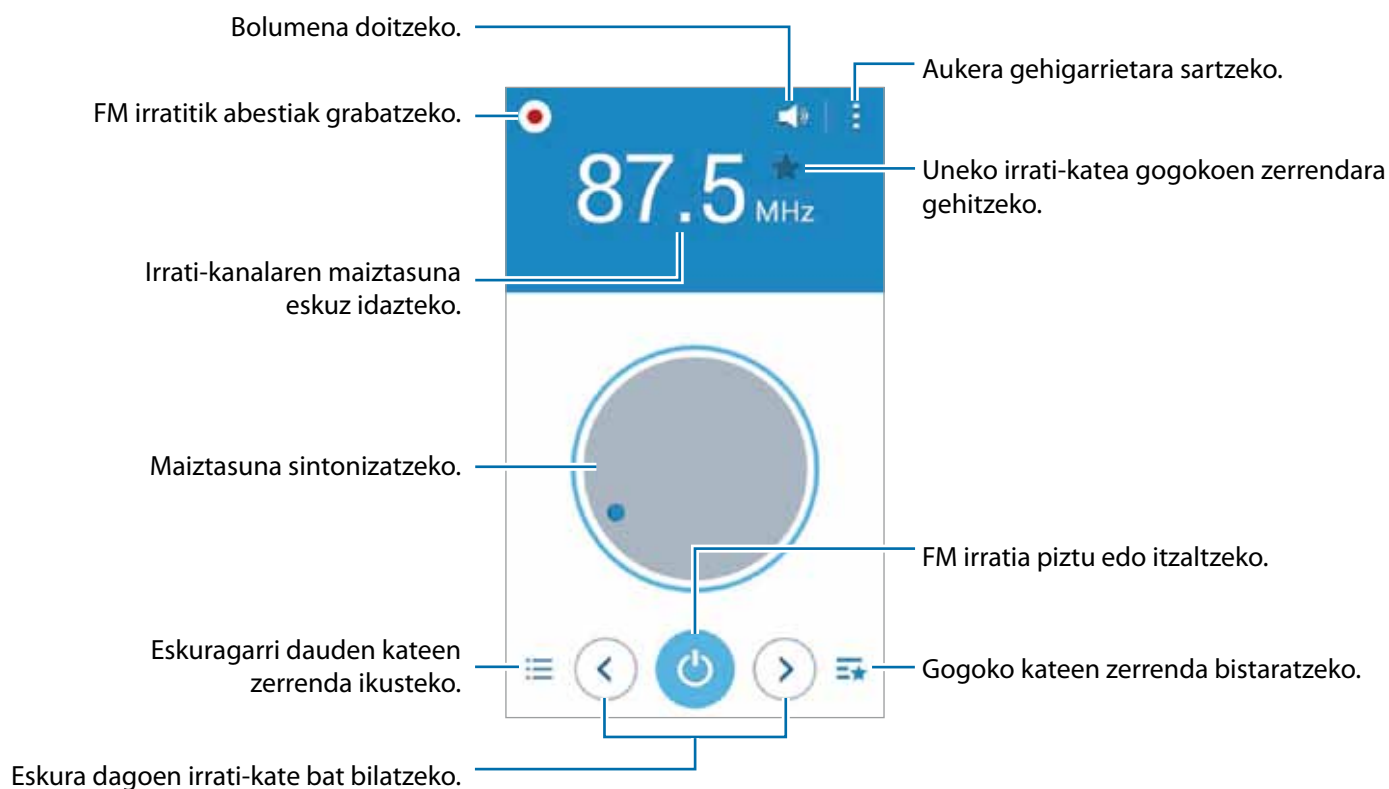 Bolumena doitzeko.
Aukera gehigarrietara sartzeko.
FM irratitik abestiak grabatzeko.
Uneko irrati-katea gogokoen zerrendara
gehitzeko.
87.5 MHz
Irrati-kanalaren maiztasuna
eskuz idazteko.
Maiztasuna sintonizatzeko.
FM irratia piztu edo itzaltzeko.
Eskuragarri dauden kateen
zerrenda ikusteko.
Gogoko kateen zerrenda bistaratzeko.
Eskura dagoen irrati-kate bat bilatzeko.